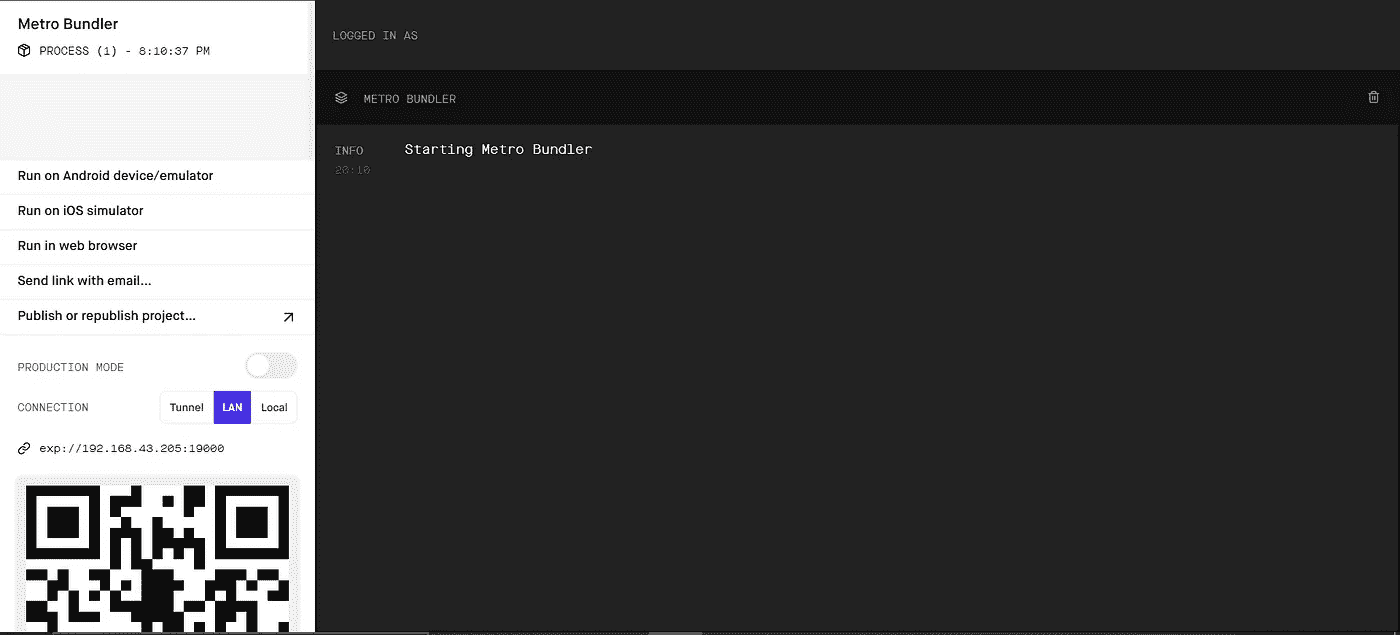 Metro Bundler
PROCESS (1) - 8:10:37 PM
Run on Android device/emulator
Run on iOS simulator
Run in web browser
Send link with email...
Publish or republish project...
PRODUCTION MODE
CONNECTION
Tunnel
LAN
Local
exp://192.168.43.205:19000
LOGGED IN AS
METRO BUNDLER
INFO
Starting Metro Bundler
20:10